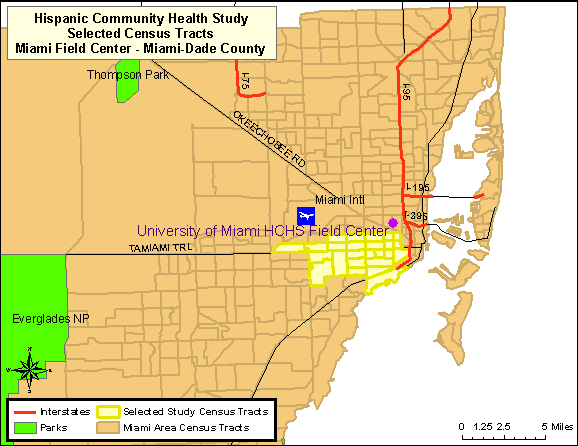 Hispanic Community Health Study
Selected Census Tracts
Miami Field Center - Miami-Dade County
Thompson Park
I-75
I-95
OKEECHOBEE RD
I-195
Miami Intl
I-395
University of Miami HCHS Field Center
TAMIAMI TRL
Everglades NP
N
W
E
S
Interstates
Selected Study Census Tracts
Parks
Miami Area Census Tracts
0 1.25 2.5 5 Miles